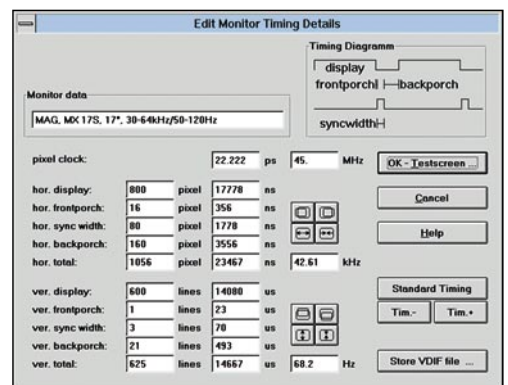 Edit Monitor Timing Details
Timing Diagramm
display
frontporch backporch
syncwidth
Monitor data
MAG, MX 17S, 17", 30-64kHz/50-120Hz
pixel clock: 22.222 ps 45. MHz
OK - Testscreen ...
hor. display: 800 pixel 17778 ns
Cancel
hor. frontporch: 16 pixel 356 ns
hor. sync width: 80 pixel 1778 ns
Help
hor. backporch: 160 pixel 3556 ns
hor. total: 1056 pixel 23467 ns 42.61 kHz
ver. display: 600 lines 14080 us
Standard Timing
ver. frontporch: 1 lines 23 us
Tim.- Tim.+
ver. sync width: 3 lines 70 us
ver. backporch: 21 lines 493 us
ver. total: 625 lines 14667 us 68.2 Hz
Store VDIF file ...